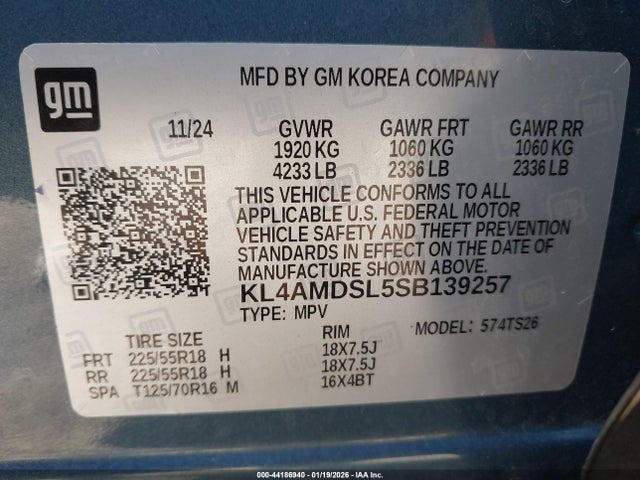 gm
MFD BY GM KOREA COMPANY
11/24 GVWR GAWR FRT GAWR RR
1920 KG 1060 KG 1060 KG
4233 LB 2336 LB 2336 LB
THIS VEHICLE CONFORMS TO ALL
APPLICABLE U.S. FEDERAL MOTOR
VEHICLE SAFETY AND THEFT PREVENTION
STANDARDS IN EFFECT ON THE DATE OF
MANUFACTURE SHOWN ABOVE.
KL4AMDSL5SB139257
TYPE: MPV MODEL: 574TS26
TIRE SIZE RIM
FRT 225/55R18 H 18X7.5J
RR 225/55R18 H 18X7.5J
SPA T125/70R16 M 16X4BT
000-44186940 - 01/19/2026 - IAA Inc.